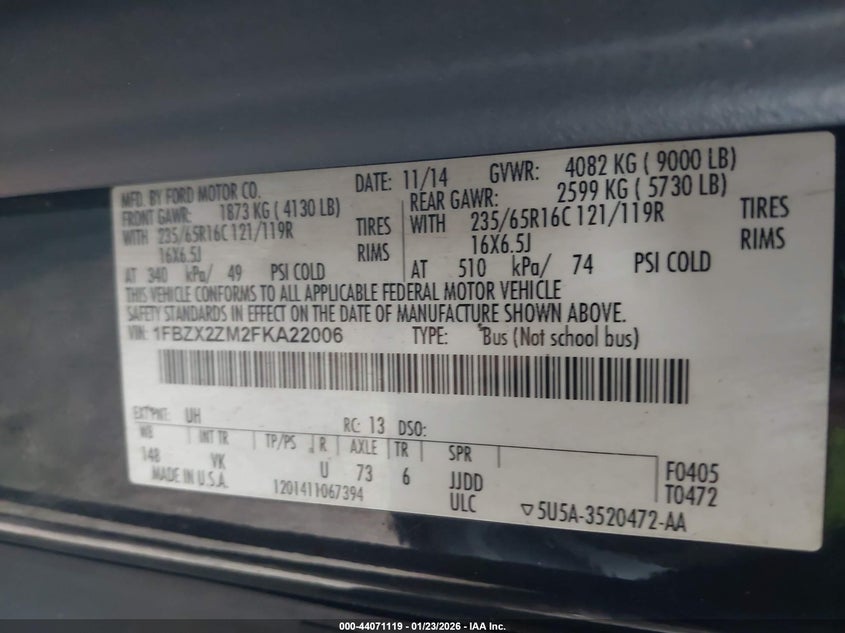 MFD. BY FORD MOTOR CO. DATE: 11/14 GVWR: 4082 KG ( 9000 LB)
FRONT GAWR: 1873 KG ( 4130 LB) REAR GAWR: 2599 KG ( 5730 LB)
WITH 235/65R16C 121/119R TIRES WITH 235/65R16C 121/119R TIRES
16X6.5J RIMS 16X6.5J RIMS
AT 340 kPa/ 49 PSI COLD AT 510 kPa/ 74 PSI COLD
THIS VEHICLE CONFORMS TO ALL APPLICABLE FEDERAL MOTOR VEHICLE
SAFETY STANDARDS IN EFFECT ON THE DATE OF MANUFACTURE SHOWN ABOVE.
VIN: 1FBZX2ZM2FKA22006 TYPE: Bus (Not school bus)
EXT PNT: UH RC: 13 DSO:
WB INT TR TP/PS R AXLE TR SPR
148 VK U 73 6 JJDD F0405
MADE IN U.S.A. 1201411067394 ULC T0472
▽5U5A-3520472-AA
000-44071119 - 01/23/2026 - IAA Inc.